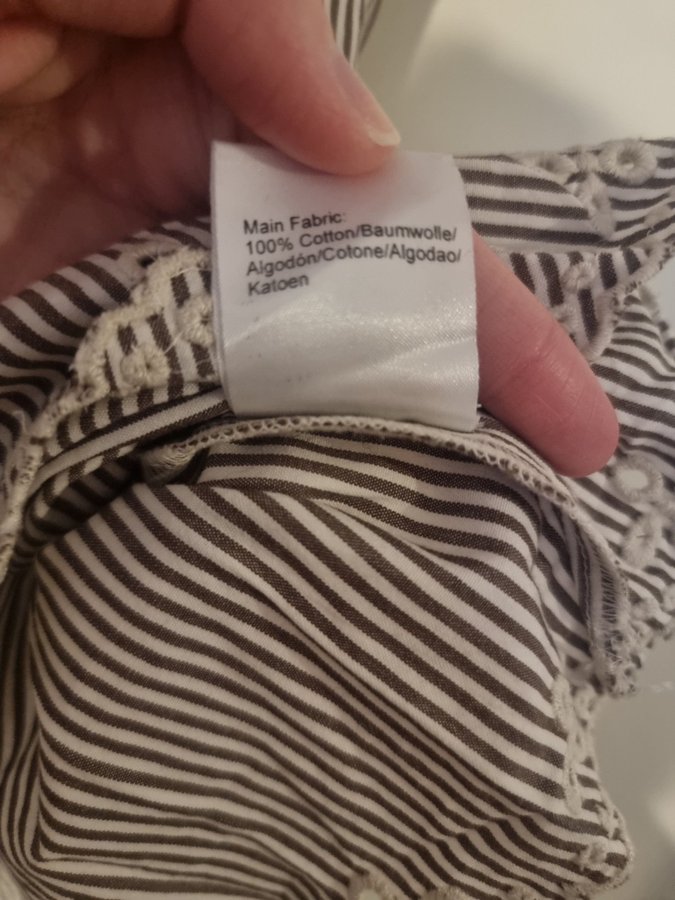 Main Fabric:
100% Cotton/Baumwolle/
Algodón/Cotone/Algodao/
Katoen